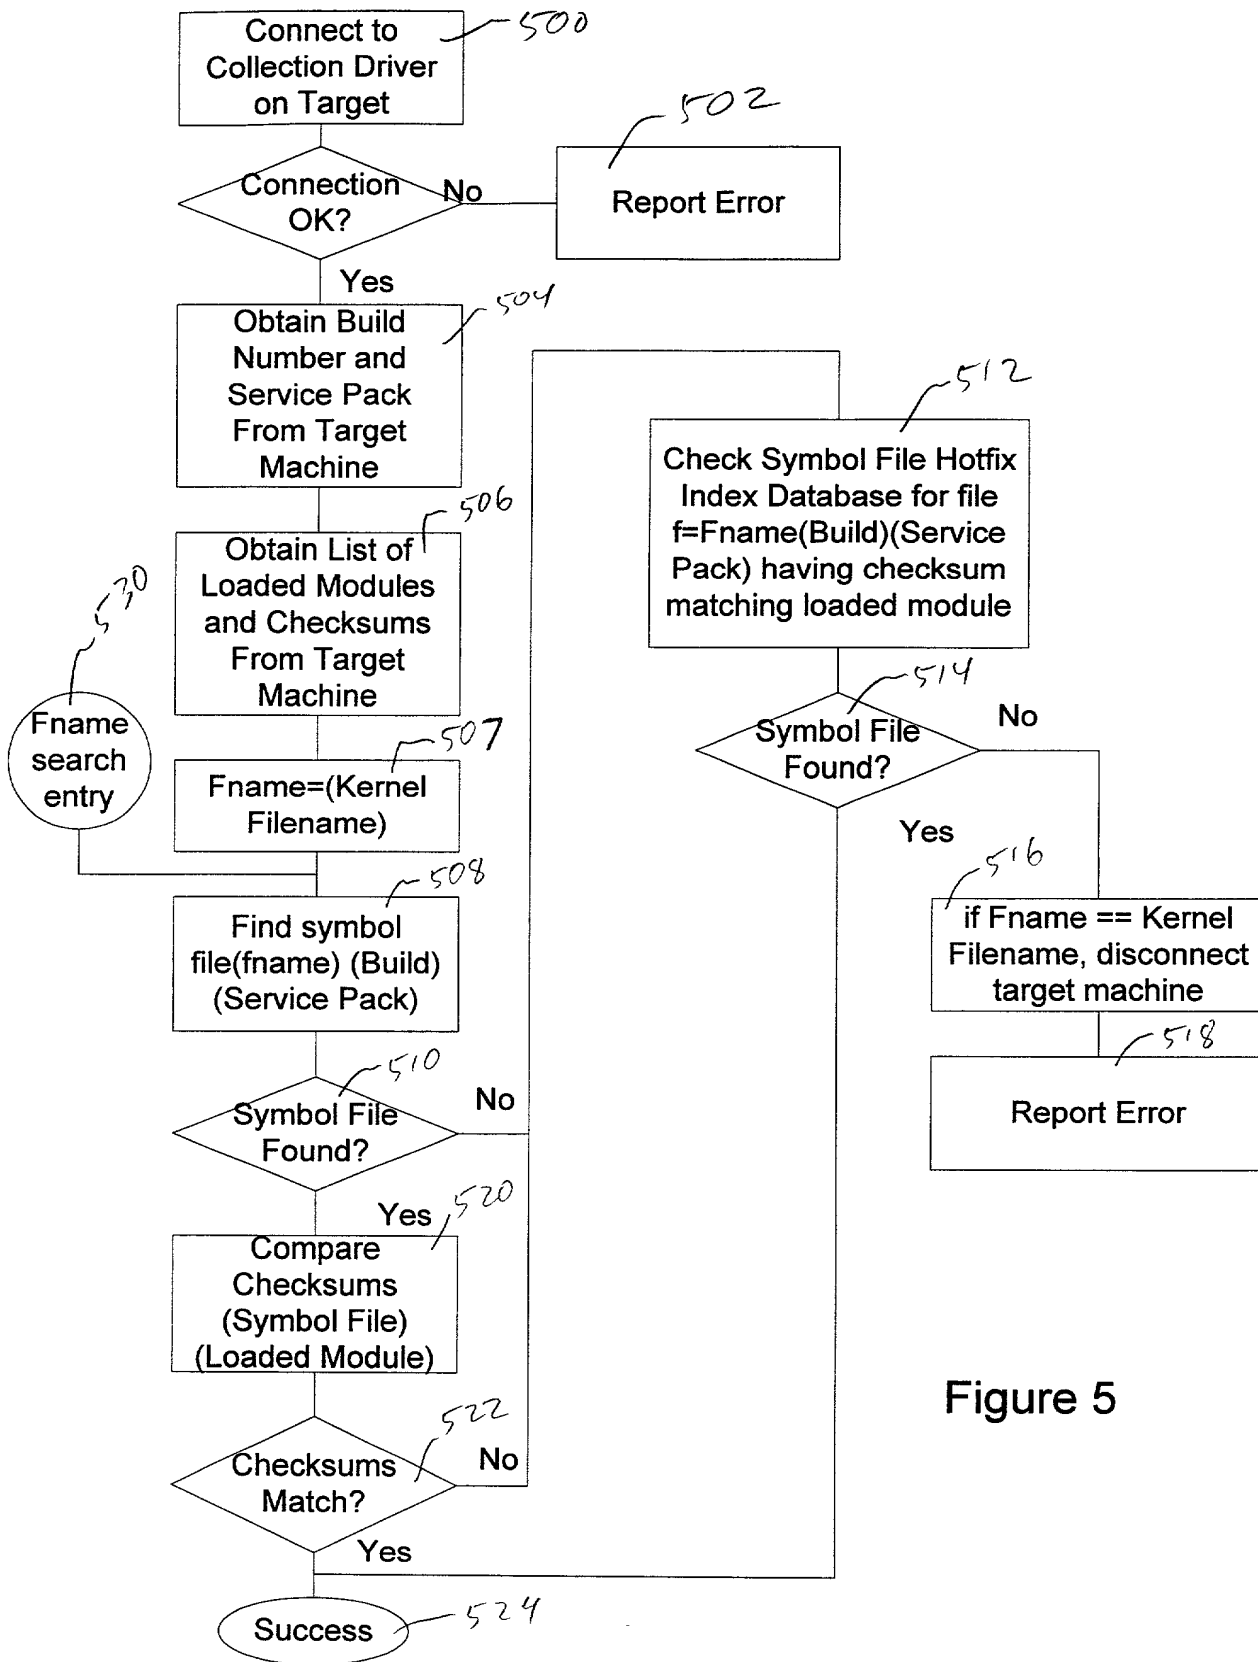 Connect to
Collection Driver
on Target
500
Connection
OK?
No
502
Report Error
Yes
504
Obtain Build
Number and
Service Pack
From Target
Machine
506
Obtain List of
Loaded Modules
and Checksums
From Target
Machine
530
Fname
search
entry
507
Fname=(Kernel
Filename)
508
Find symbol
file(fname) (Build)
(Service Pack)
510
Symbol File
Found?
No
Yes
520
Compare
Checksums
(Symbol File)
(Loaded Module)
522
Checksums
Match?
No
Yes
Success
524
512
Check Symbol File Hotfix
Index Database for file
f=Fname(Build)(Service
Pack) having checksum
matching loaded module
514
Symbol File
Found?
No
Yes
516
if Fname == Kernel
Filename, disconnect
target machine
518
Report Error
Figure 5